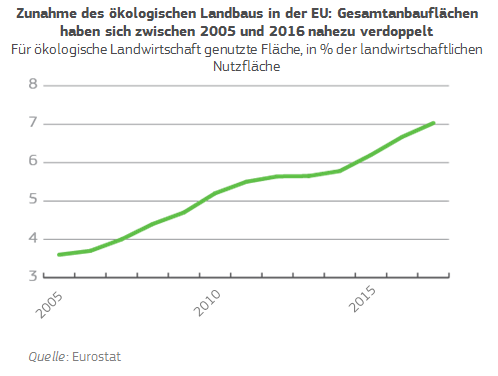 Zunahme des ökologischen Landbaus in der EU: Gesamtanbauflächen
haben sich zwischen 2005 und 2016 nahezu verdoppelt
Für ökologische Landwirtschaft genutzte Fläche, in % der landwirtschaftlichen
Nutzfläche
8
7
6
5
4
3
2005
2010
2015
Quelle: Eurostat